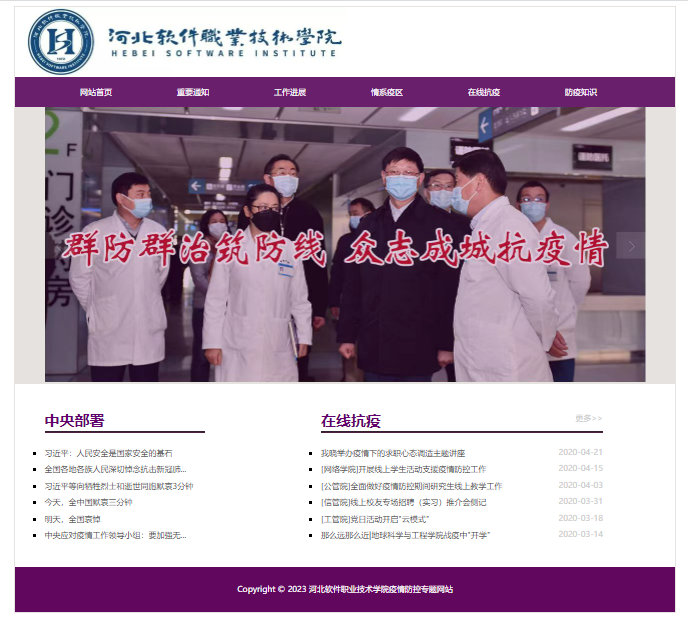 河北软件職業技術學院
HEBEI SOFTWARE INSTITUTE
网站首页 重要通知 工作进展 情系疫区 在线抗疫 防疫知识
2F
门诊
房
群防群治筑防线 众志成城抗疫情
中央部署
习近平：人民安全是国家安全的基石
全国各地各族人民深切悼念抗击新冠肺...
习近平等向牺牲烈士和逝世同胞默哀3分钟
今天，全中国默哀三分钟
明天，全国哀悼
中央应对疫情工作领导小组：要加强无...
在线抗疫 更多>>
我院举办疫情下的求职心态调适主题讲座 2020-04-21
[网络学院]开展线上学生活动支援疫情防控工作 2020-04-15
[公管院]全面做好疫情防控期间研究生线上教学工作 2020-04-03
[信管院]线上校友专场招聘（实习）推介会侧记 2020-03-31
[工管院]党日活动开启"云模式" 2020-03-18
那么远那么近|地球科学与工程学院战疫中"开学" 2020-03-14
Copyright © 2023 河北软件职业技术学院疫情防控专题网站